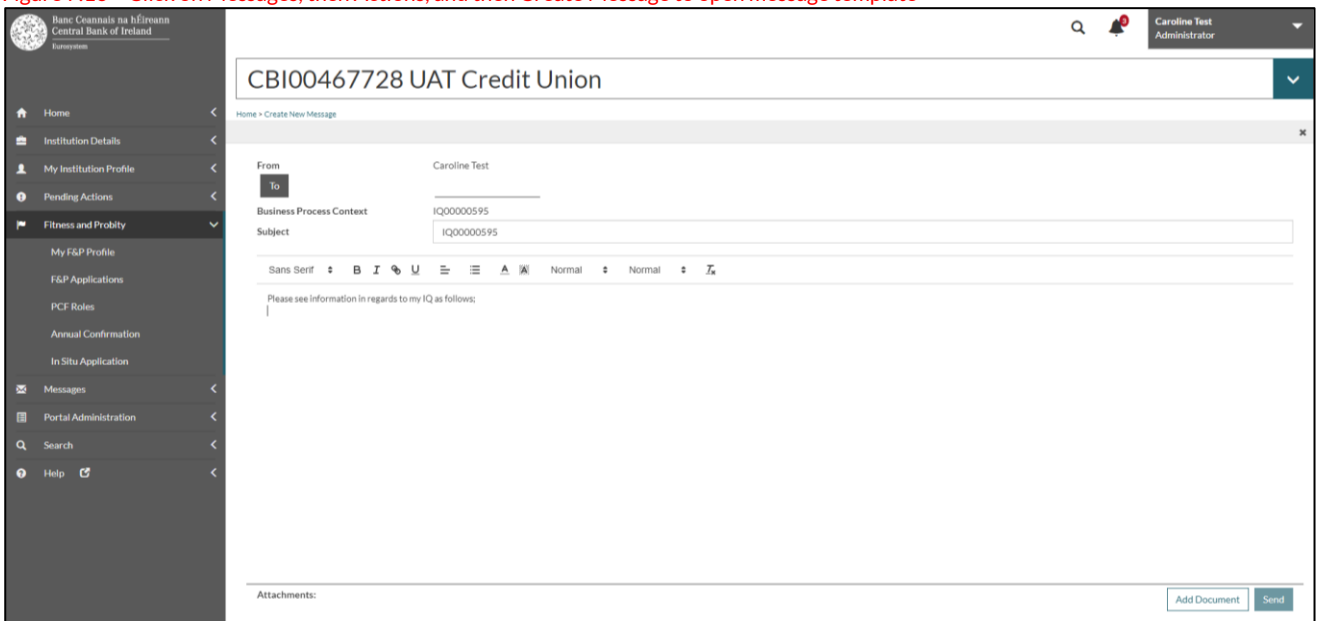 Banc Ceannais na hÉireann
Central Bank of Ireland
Eurosystem
Caroline Test
Administrator
CBI00467728 UAT Credit Union
Home > Create New Message
Home
Institution Details
My Institution Profile
Pending Actions
Fitness and Probity
My F&P Profile
F&P Applications
PCF Roles
Annual Confirmation
In Situ Application
Messages
Portal Administration
Search
Help
From Caroline Test
To
Business Process Context IQ00000595
Subject IQ00000595
Sans Serif B I U A A Normal Normal Tx
Please see information in regards to my IQ as follows;
Attachments:
Add Document Send